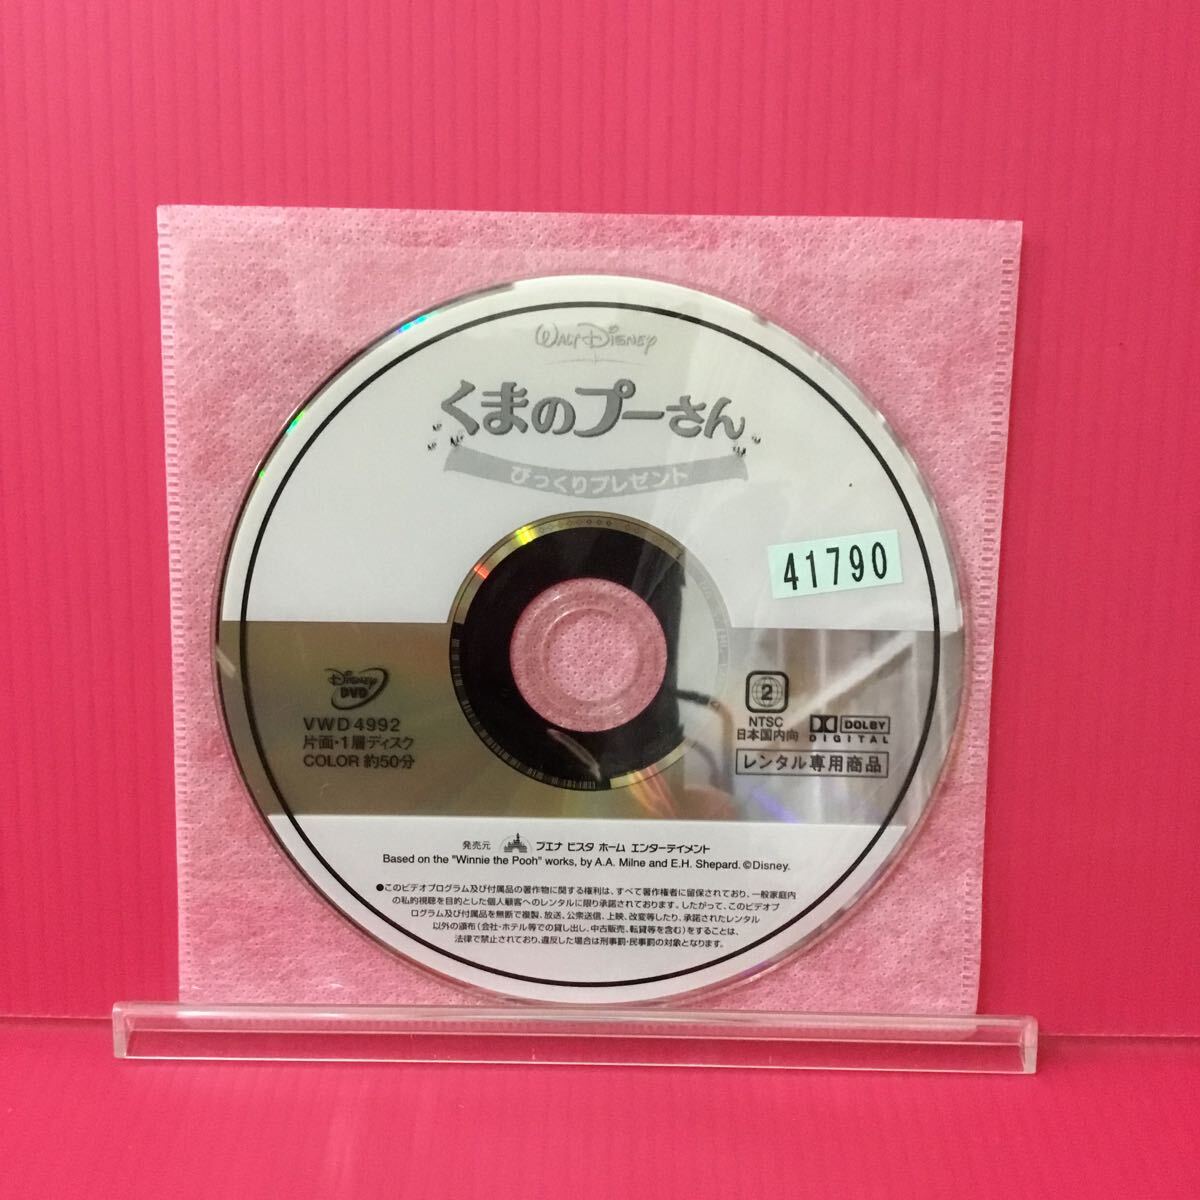 WALT DISNEY
くまのプーさん
びっくりプレゼント
41790
DISNEY
DVD
VWD 4992
片面・1層ディスク
COLOR 約50分
2
NTSC
日本国内向
DOLBY
DIGITAL
レンタル専用商品
発売元 ブエナ ビスタ ホーム エンターテイメント
Based on the "Winnie the Pooh" works, by A.A. Milne and E.H. Shepard. ©Disney.
●このビデオプログラム及び付属品の著作物に関する権利は、すべて著作権者に留保されており、一般家庭内
の私的視聴を目的とした個人顧客へのレンタルに限り承諾されております。したがって、このビデオプ
ログラム及び付属品を無断で複製、放送、公衆送信、上映、改変等したり、承諾されたレンタル
以外の頒布(会社・ホテル等での貸し出し、中古販売、転貸等を含む)をすることは、
法律で禁止されており、違反した場合は刑事罰・民事罰の対象となります。